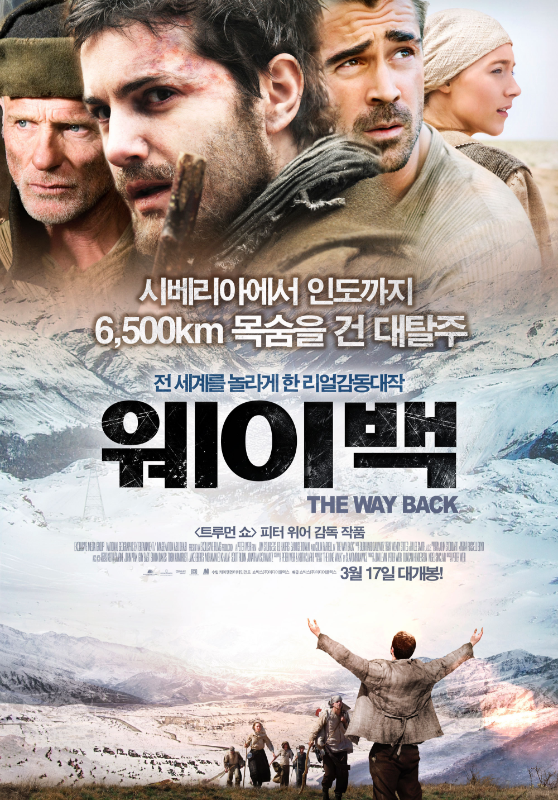 시베리아에서 인도까지
6,500km 목숨을 건 대탈주
전 세계를 놀라게 한 리얼감동대작
웨이백
THE WAY BACK
<트루먼 쇼> 피터 위어 감독 작품
3월 17일 대개봉!